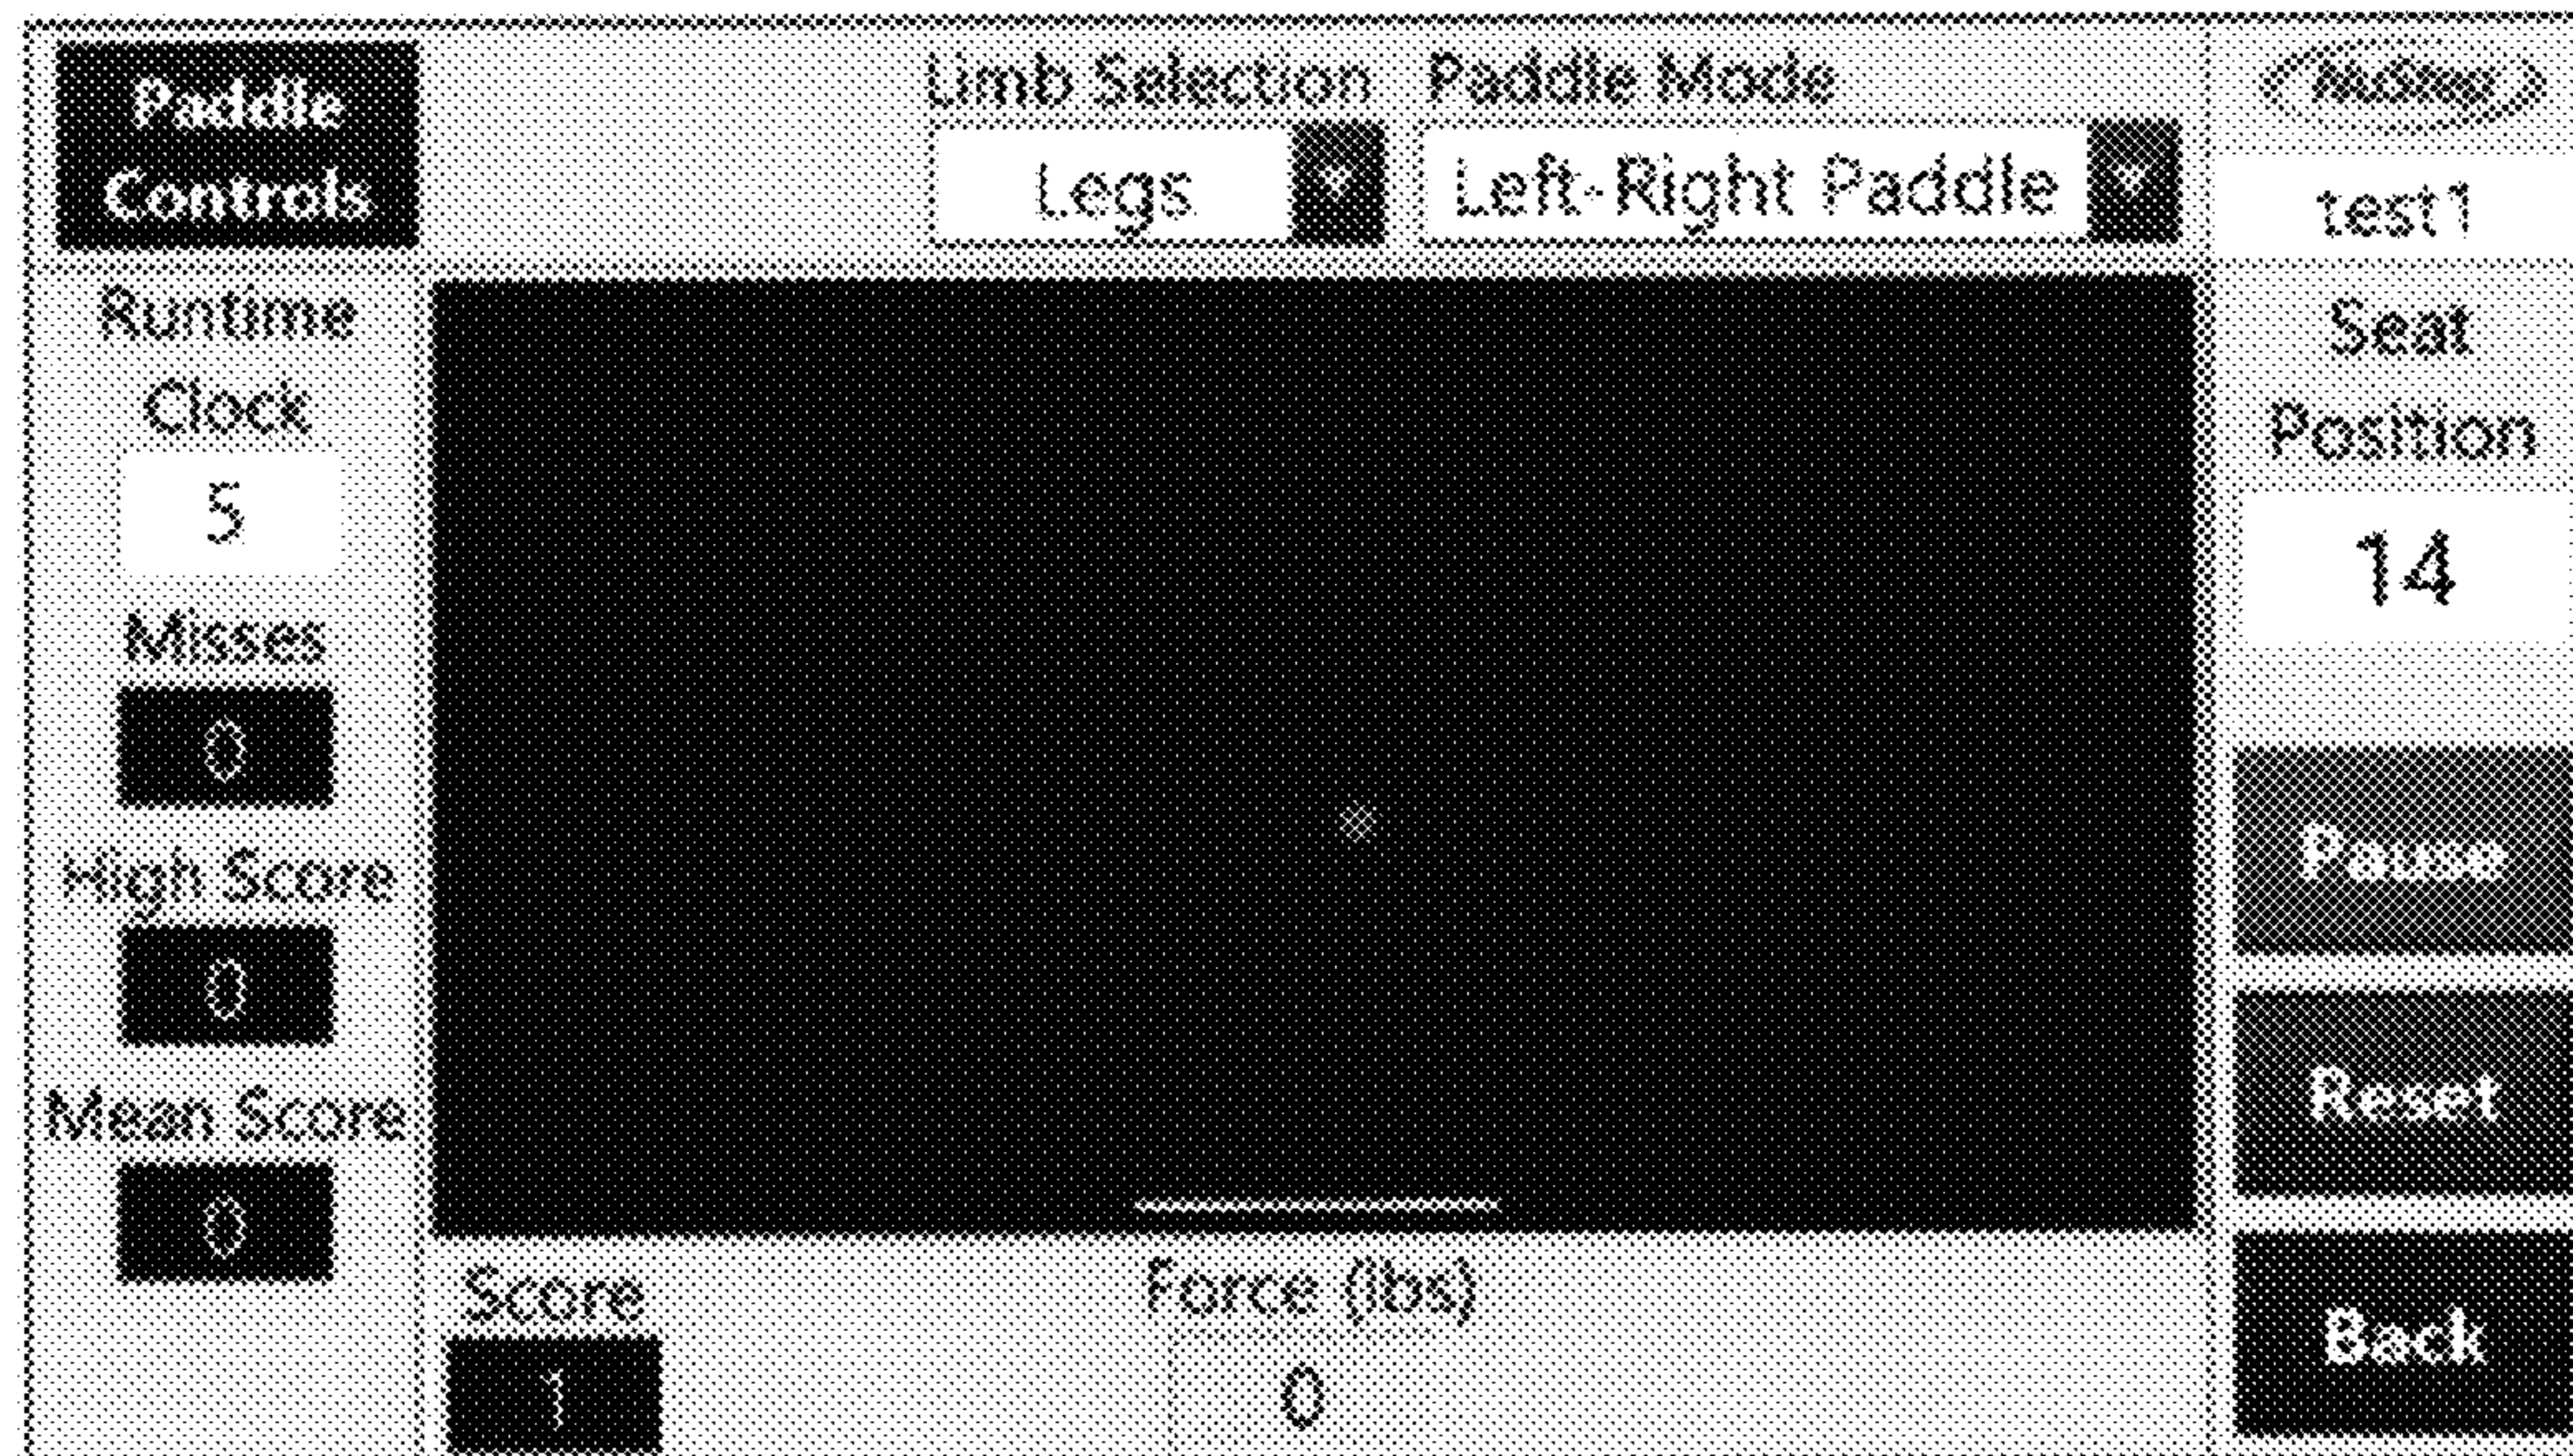 Paddle
Controls
Limb Selection
Legs
Paddle Mode
Left-Right Paddle
NuStep
test1
Runtime
Clock
5
Misses
0
High Score
0
Mean Score
0
Seat
Position
14
Pause
Reset
Back
Score
1
Force (lbs)
0